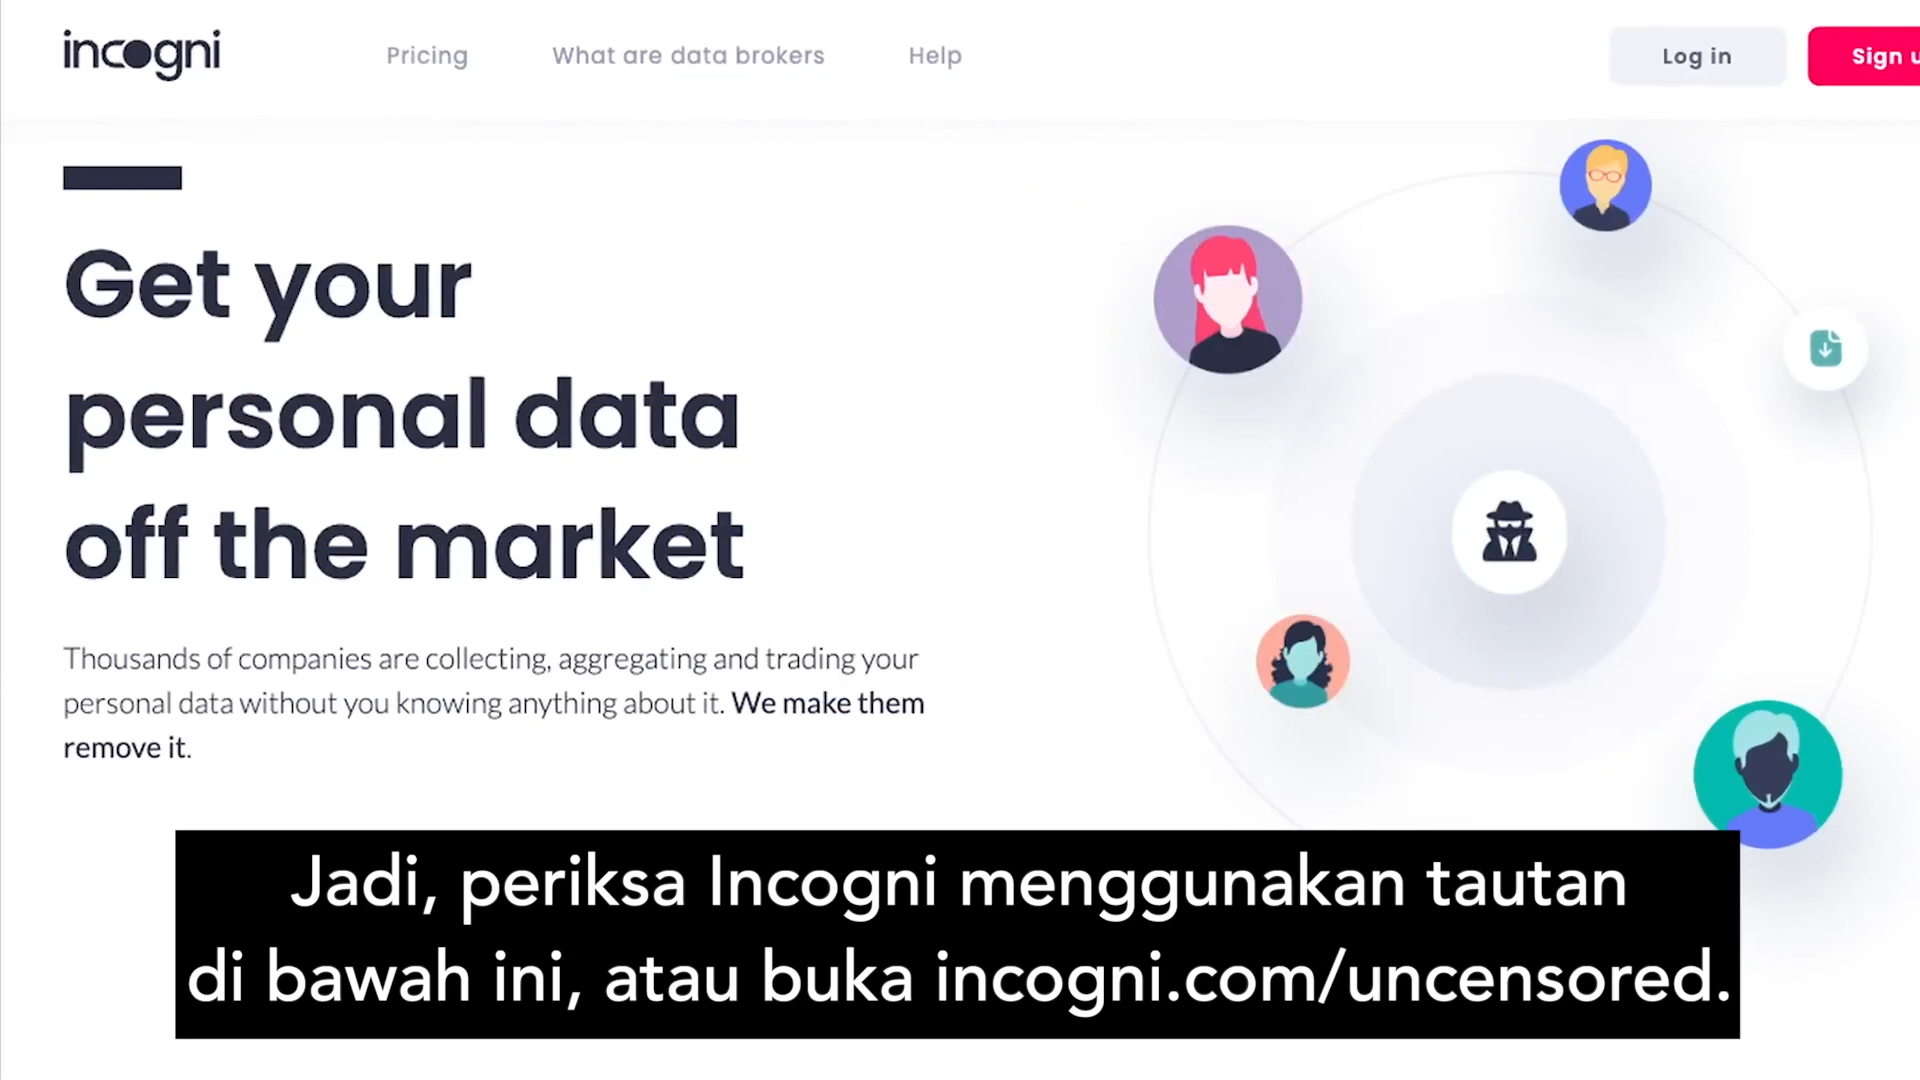 incogni
Pricing
What are data brokers
Help
Log in
Sign
Get your
personal data
off the market
Thousands of companies are collecting, aggregating and trading your
personal data without you knowing anything about it. We make them
remove it.
Jadi, periksa Incogni menggunakan tautan
di bawah ini, atau buka incogni.com/uncensored.